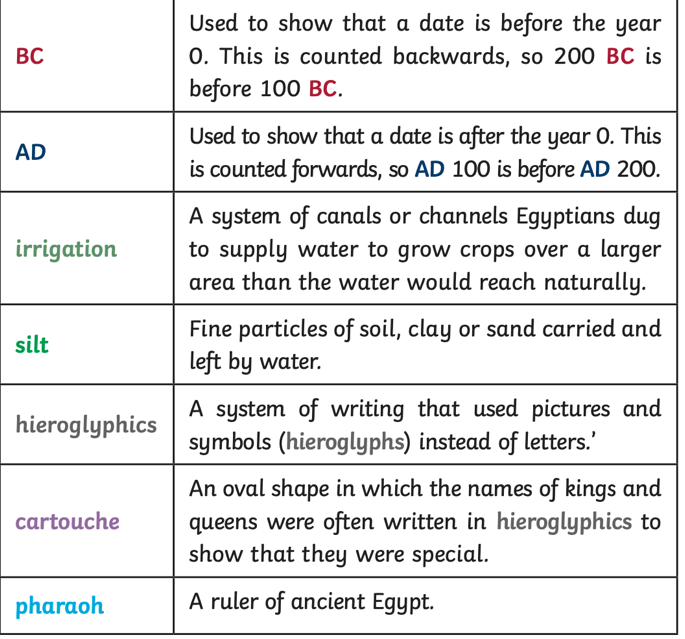 BC
Used to show that a date is before the year
0. This is counted backwards, so 200 BC is
before 100 BC.
AD
Used to show that a date is after the year 0. This
is counted forwards, so AD 100 is before AD 200.
irrigation
A system of canals or channels Egyptians dug
to supply water to grow crops over a larger
area than the water would reach naturally.
silt
Fine particles of soil, clay or sand carried and
left by water.
hieroglyphics
A system of writing that used pictures and
symbols (hieroglyphs) instead of letters.’
cartouche
An oval shape in which the names of kings and
queens were often written in hieroglyphics to
show that they were special.
pharaoh
A ruler of ancient Egypt.